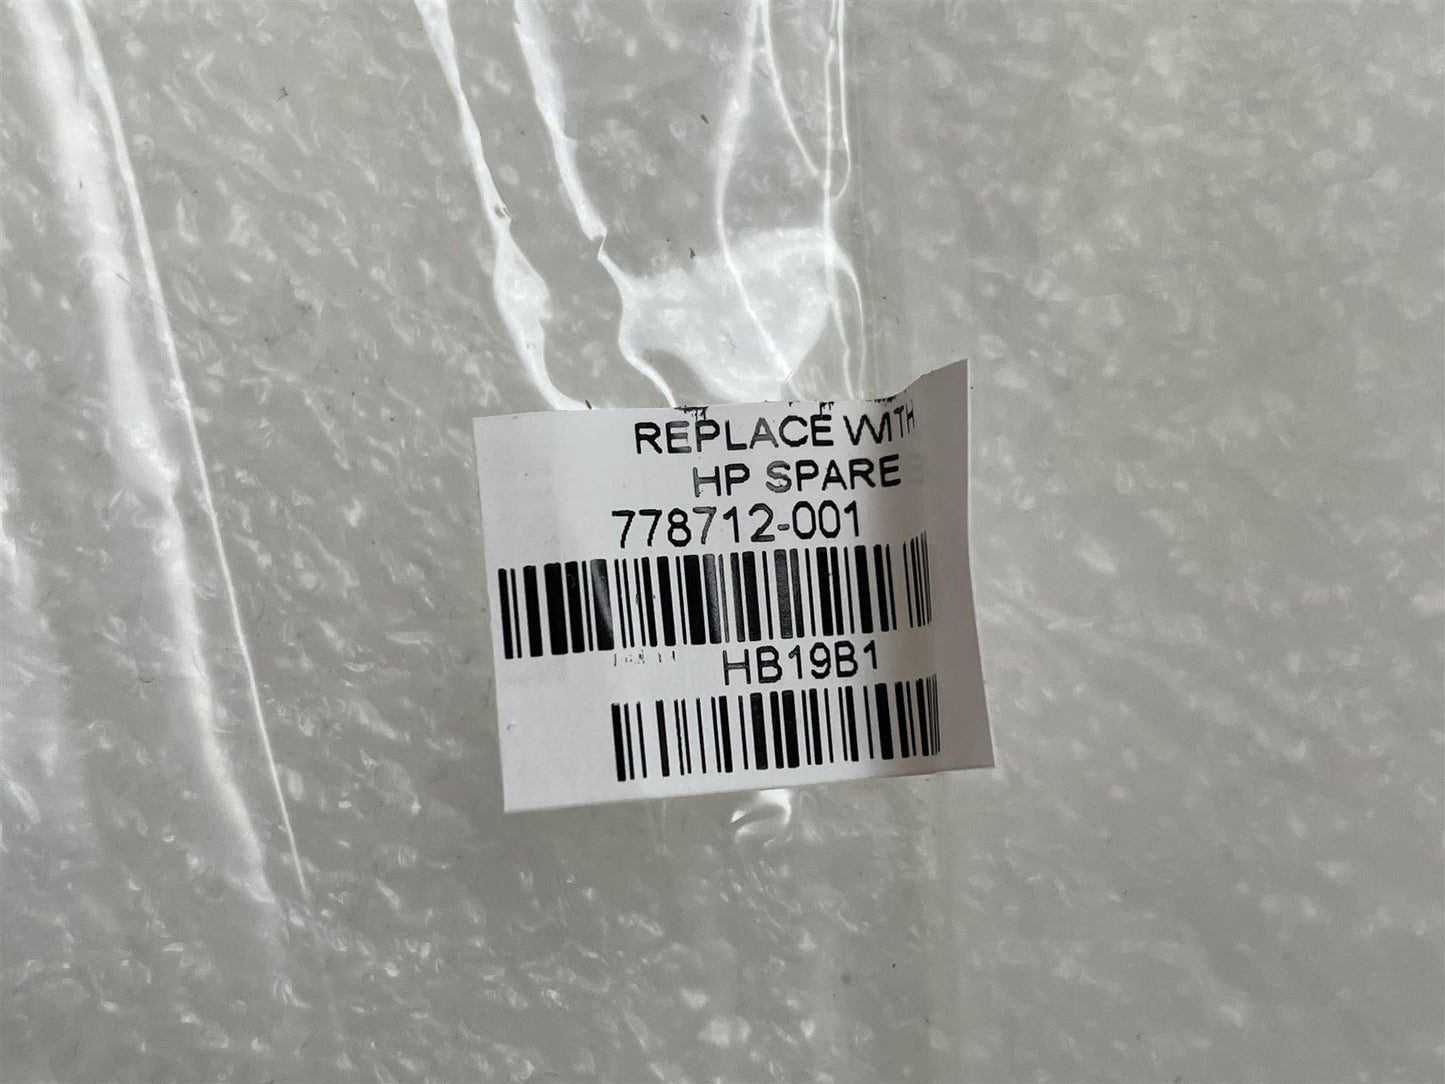 REPLACE WITH
HP SPARE
778712-001
HB19B1